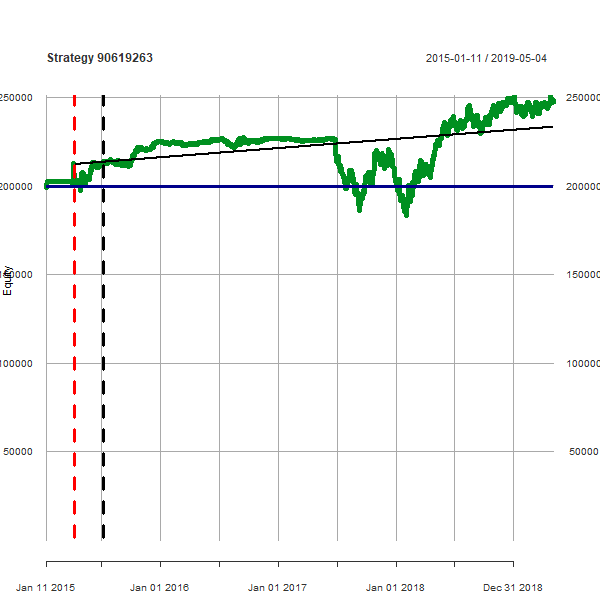 Strategy 90619263
2015-01-11 / 2019-05-04
250000
250000
200000
200000
150000
150000
Equity
100000
100000
50000
50000
Jan 11 2015
Jan 01 2016
Jan 01 2017
Jan 01 2018
Dec 31 2018